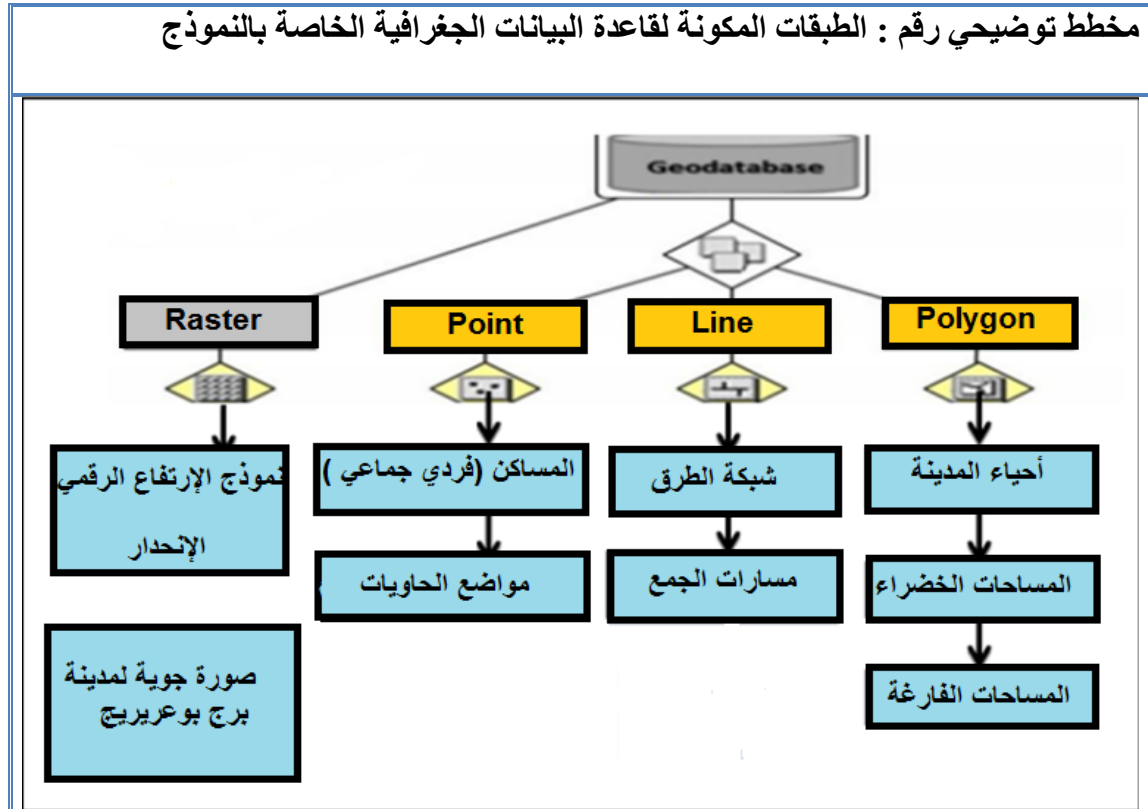 مخطط توضيحي رقم : الطبقات المكونة لقاعدة البيانات الجغرافية الخاصة بالنموذج
Geodatabase
Raster
Point
Line
Polygon
نموذج الإرتفاع الرقمي
الإنحدار
صورة جوية لمدينة
برج بوعريريج
المساكن (فردي جماعي )
مواضع الحاويات
شبكة الطرق
مسارات الجمع
أحياء المدينة
المساحات الخضراء
المساحات الفارغة